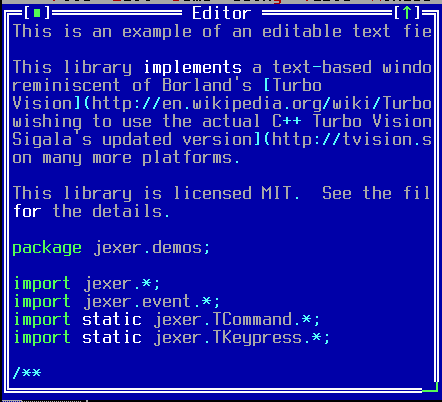 Editor
This is an example of an editable text fie
This library implements a text-based windo
reminiscent of Borland's [Turbo
Vision](http://en.wikipedia.org/wiki/Turbo
wishing to use the actual C++ Turbo Vision
Sigala's updated version](http://tvision.s
on many more platforms.
This library is licensed MIT.  See the fil
for the details.
package jexer.demos;
import jexer.*;
import jexer.event.*;
import static jexer.TCommand.*;
import static jexer.TKeypress.*;
/**